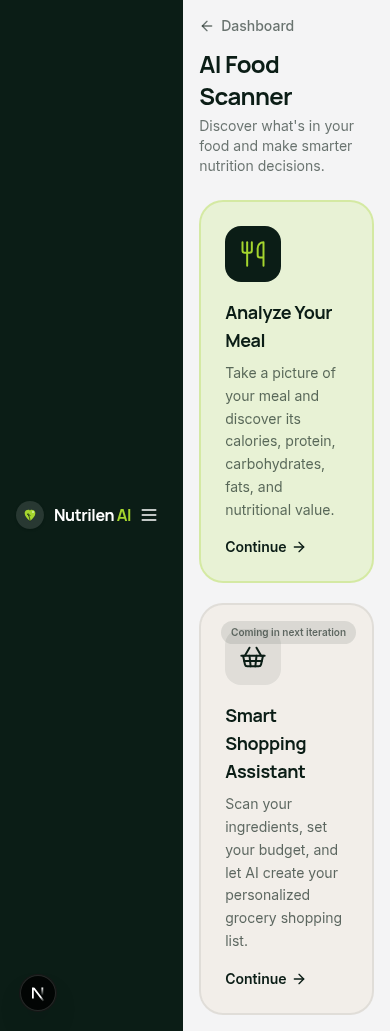 Dashboard
AI Food
Scanner
Discover what's in your
food and make smarter
nutrition decisions.
Analyze Your
Meal
Take a picture of
your meal and
discover its
calories, protein,
carbohydrates,
fats, and
nutritional value.
Continue
Nutrilen AI
Coming in next iteration
Smart
Shopping
Assistant
Scan your
ingredients, set
your budget, and
let AI create your
personalized
grocery shopping
list.
Continue
N